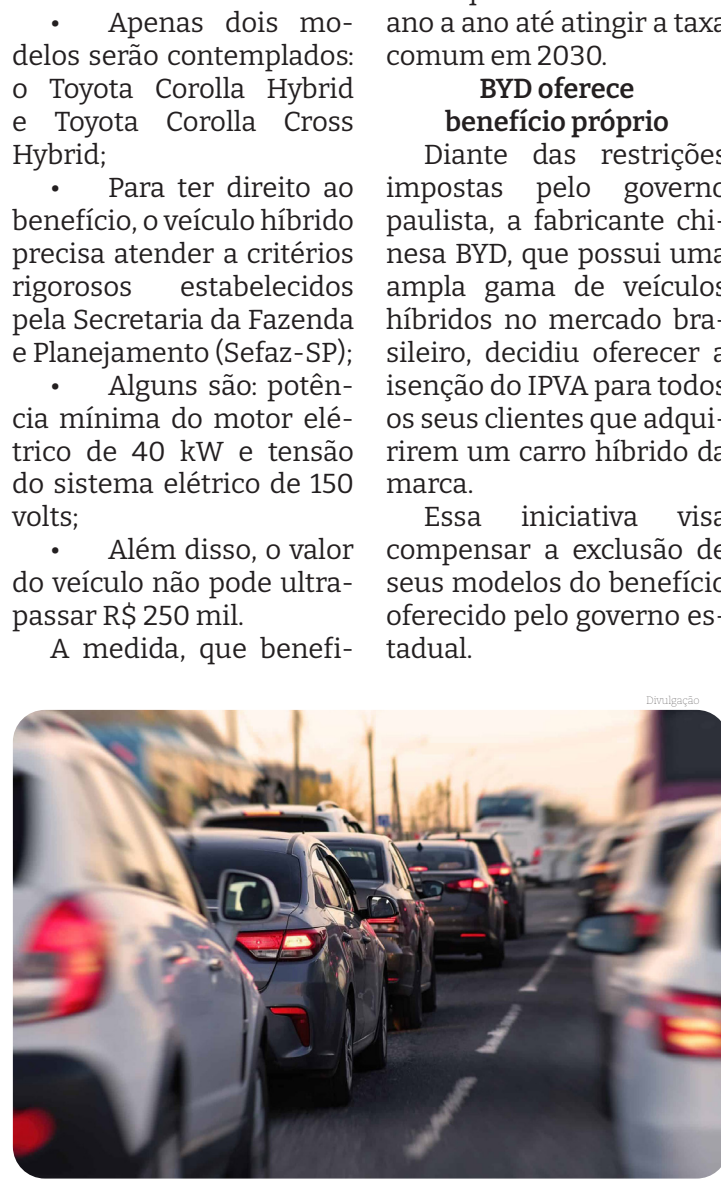 • Apenas dois mo-
delos serão contemplados:
o Toyota Corolla Hybrid
e Toyota Corolla Cross
Hybrid;
• Para ter direito ao
benefício, o veículo híbrido
precisa atender a critérios
rigorosos estabelecidos
pela Secretaria da Fazenda
e Planejamento (Sefaz-SP);
• Alguns são: potên-
cia mínima do motor elé-
trico de 40 kW e tensão
do sistema elétrico de 150
volts;
• Além disso, o valor
do veículo não pode ultra-
passar R$ 250 mil.
A medida, que benefi-
ano a ano até atingir a taxa
comum em 2030.
BYD oferece
benefício próprio
Diante das restrições
impostas pelo governo
paulista, a fabricante chi-
nesa BYD, que possui uma
ampla gama de veículos
híbridos no mercado bra-
sileiro, decidiu oferecer a
isenção do IPVA para todos
os seus clientes que adqui-
rirem um carro híbrido da
marca.
Essa iniciativa visa
compensar a exclusão de
seus modelos do benefício
oferecido pelo governo es-
tadual.
Divulgação